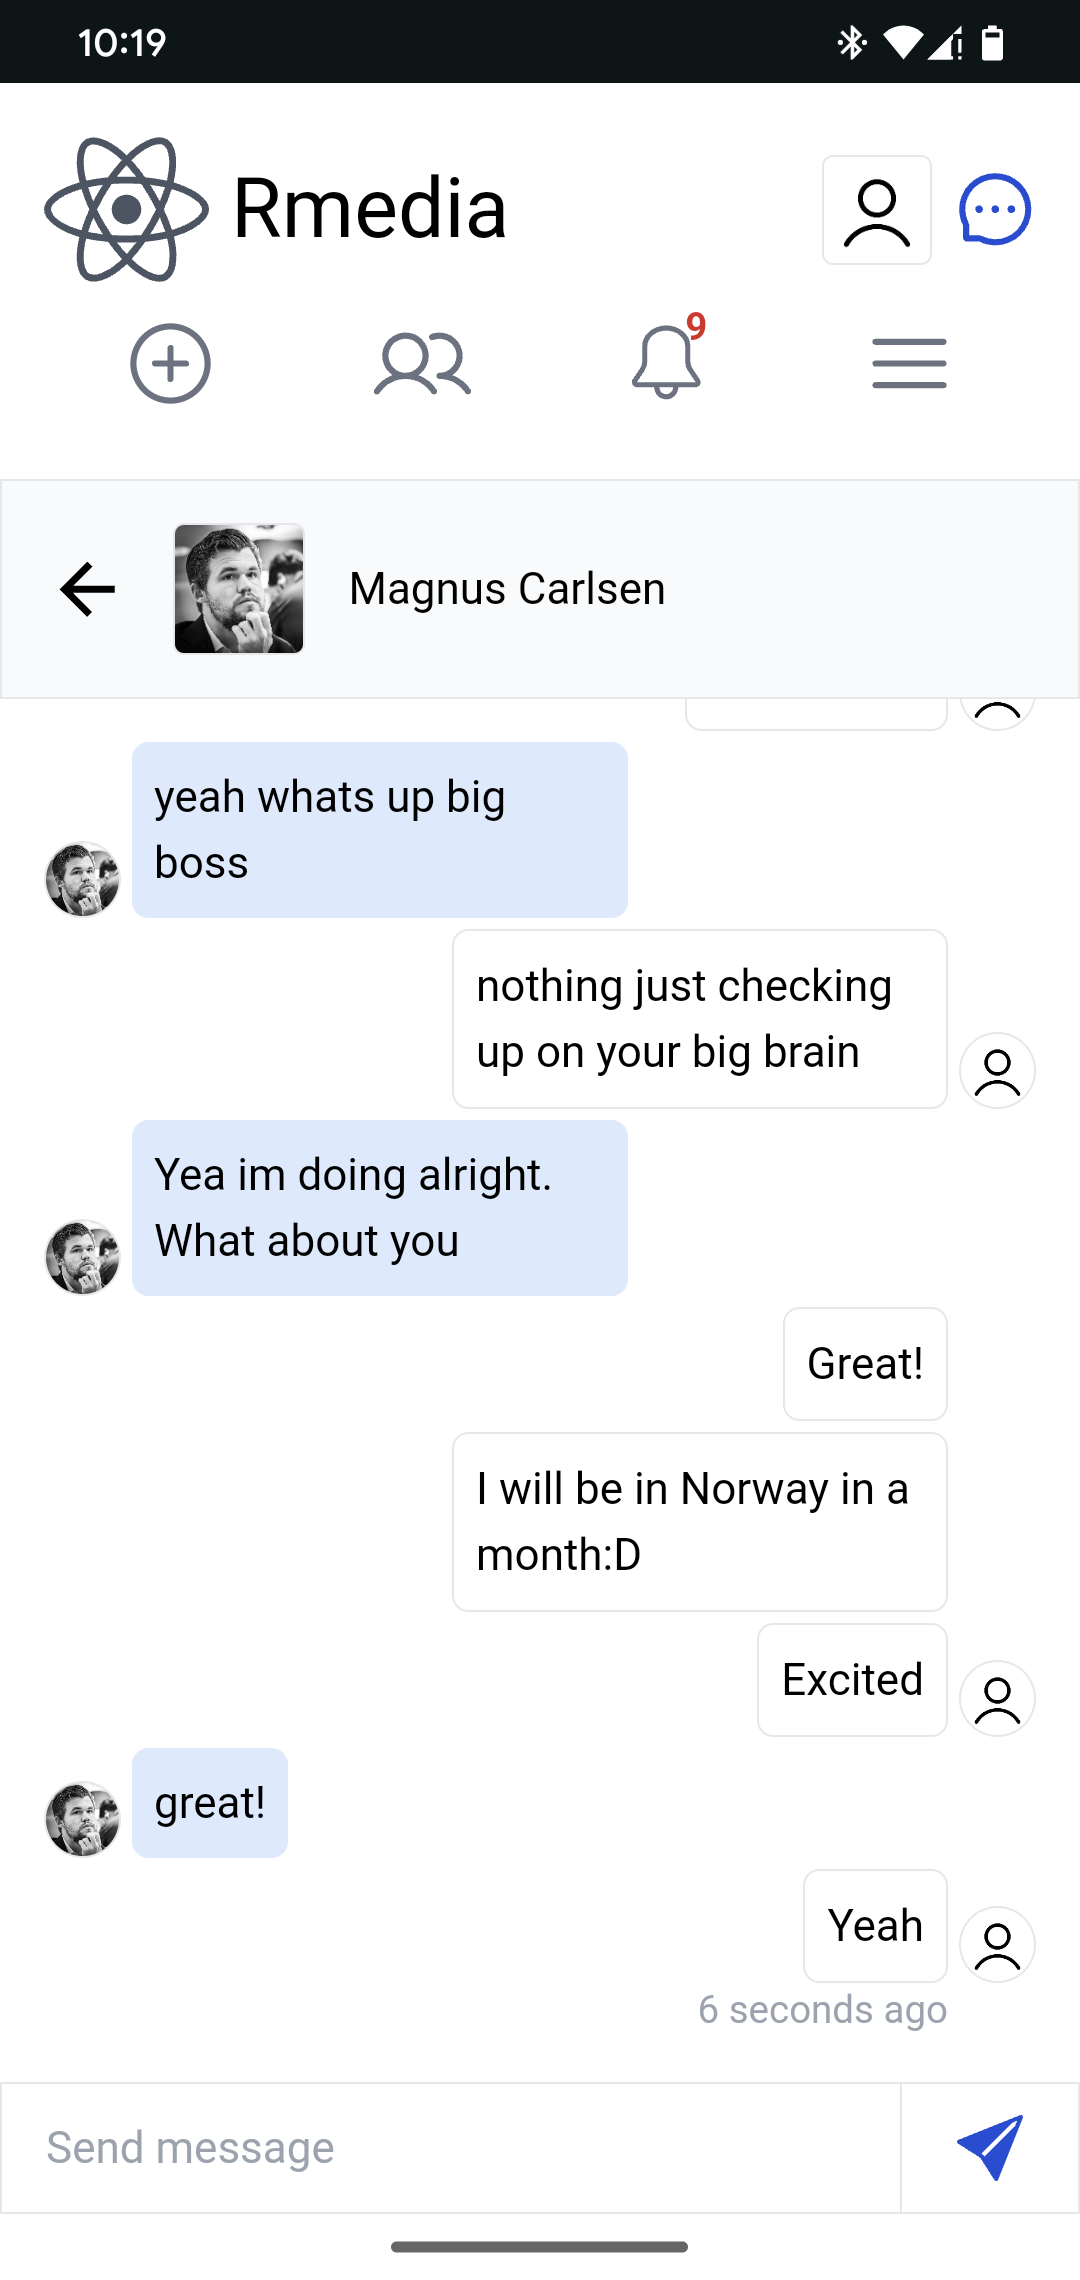 10:19
Rmedia
9
Magnus Carlsen
yeah whats up big
boss
nothing just checking
up on your big brain
Yea im doing alright.
What about you
Great!
I will be in Norway in a
month:D
Excited
great!
Yeah
6 seconds ago
Send message